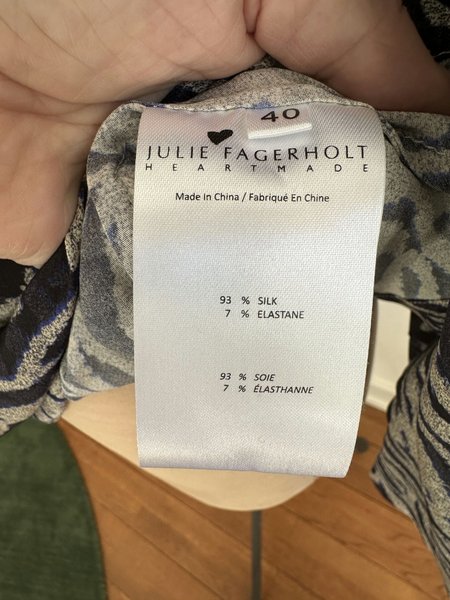 40
JULIE FAGERHOLT
HEARTMADE
Made In China / Fabriqué En Chine
93 % SILK
7 % ELASTANE
93 % SOIE
7 % ÉLASTHANNE